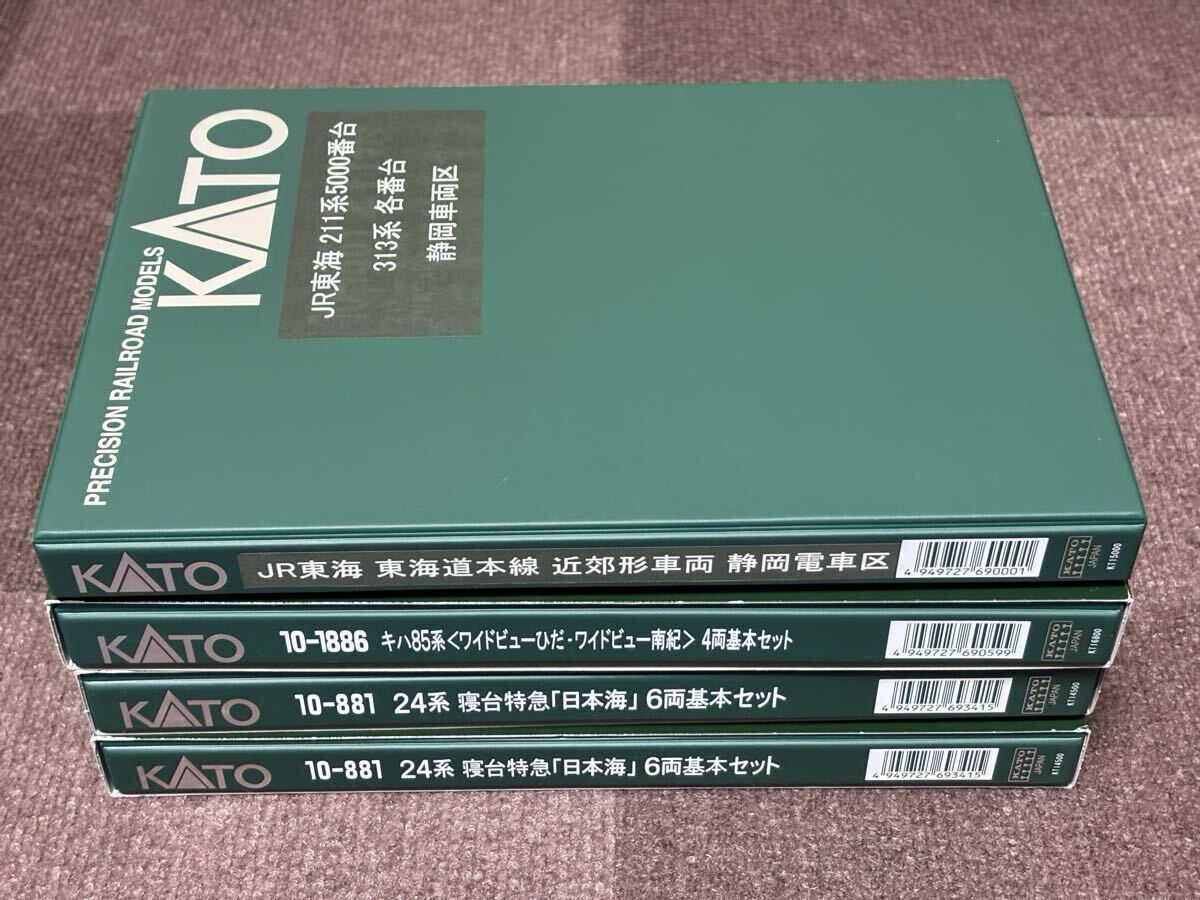 KATO
PRECISION RAILROAD MODELS
JR東海 211系5000番台
313系 各番台
静岡車両区
KATO
JR東海 東海道本線 近郊形車両 静岡電車区
4 949727 690001
KATO
JAPAN
KT15000
KATO
10-1886 キハ85系<ワイドビューひだ・ワイドビュー南紀> 4両基本セット
4 949727 690599
KATO
JAPAN
KT16800
KATO
10-881 24系 寝台特急「日本海」 6両基本セット
4 949727 693415
KATO
JAPAN
KT14500
KATO
10-881 24系 寝台特急「日本海」 6両基本セット
4 949727 693415
KATO
JAPAN
KT14500